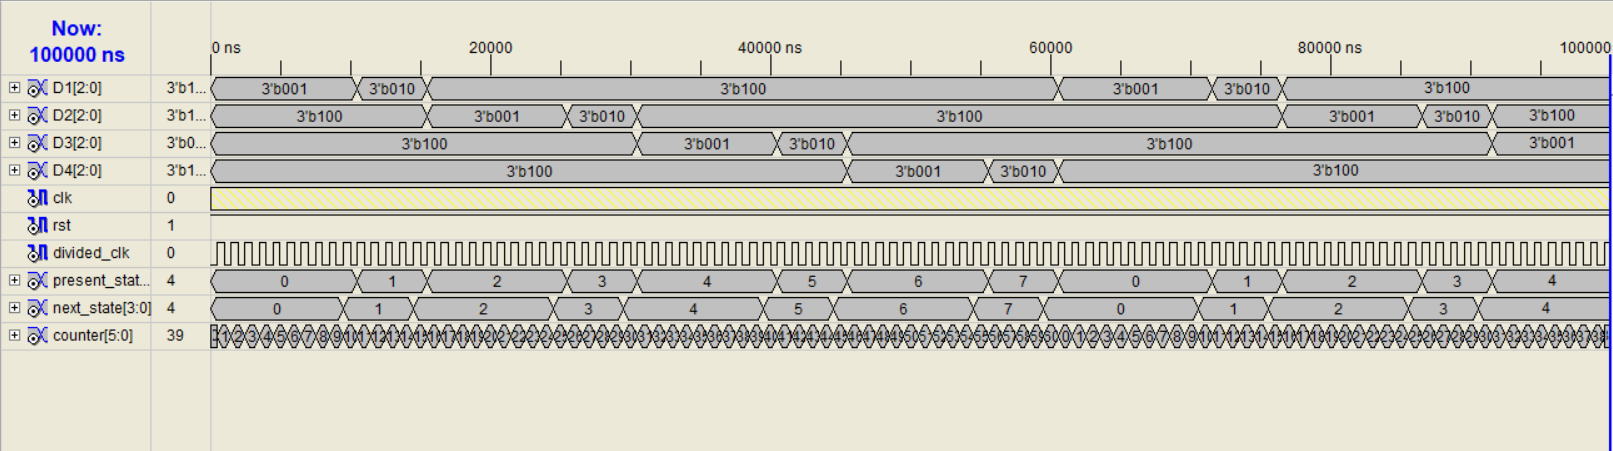 Now:
100000 ns
0 ns 20000 40000 ns 60000 80000 ns 100000
D1[2:0] 3'b1... 3'b001 3'b010 3'b100 3'b001 3'b010 3'b100
D2[2:0] 3'b1... 3'b100 3'b001 3'b010 3'b100 3'b001 3'b010 3'b100
D3[2:0] 3'b0... 3'b100 3'b001 3'b010 3'b100 3'b001
D4[2:0] 3'b1... 3'b100 3'b001 3'b010 3'b100
clk 0
rst 1
divided_clk 0
present_stat... 4 0 1 2 3 4 5 6 7 0 1 2 3 4
next_state[3:0] 4 0 1 2 3 4 5 6 7 0 1 2 3 4
counter[5:0] 39